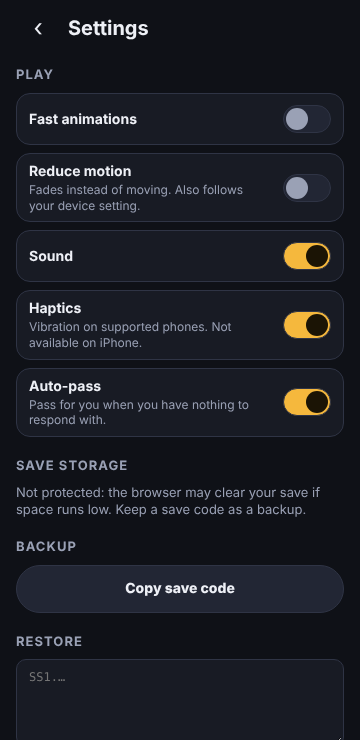 Settings
PLAY
Fast animations
Reduce motion
Fades instead of moving. Also follows
your device setting.
Sound
Haptics
Vibration on supported phones. Not
available on iPhone.
Auto-pass
Pass for you when you have nothing to
respond with.
SAVE STORAGE
Not protected: the browser may clear your save if
space runs low. Keep a save code as a backup.
BACKUP
Copy save code
RESTORE
SS1.…